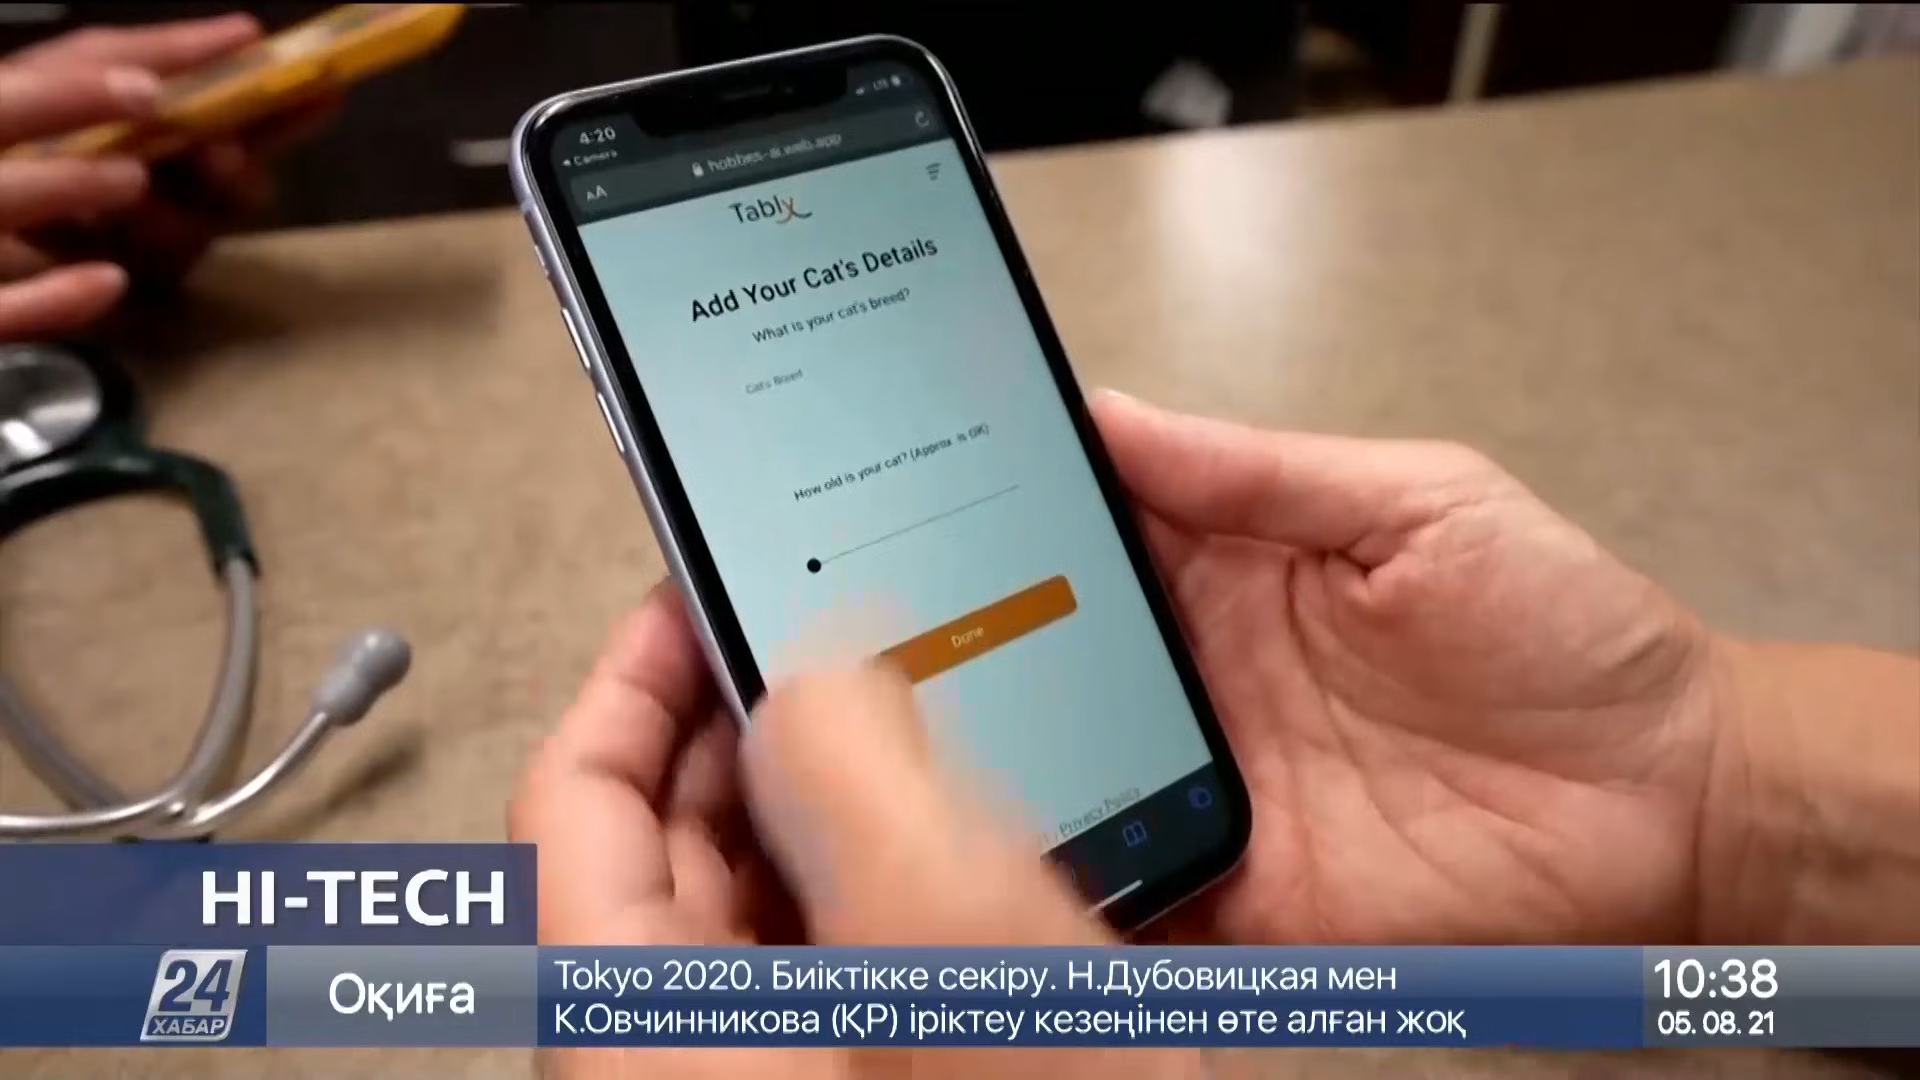 4:20
LTE
Camera
AA
hobbes-ai.web.app
Tably
Add Your Cat's Details
What is your cat's breed?
Cat's Breed
How old is your cat? (Approx is OK)
Done
Privacy Policy
HI-TECH
24
ХАБАР
Оқиға
Tokyo 2020. Биіктікке секіру. Н.Дубовицкая мен
К.Овчинникова (ҚР) іріктеу кезеңінен өте алған жоқ
10:38
05. 08. 21